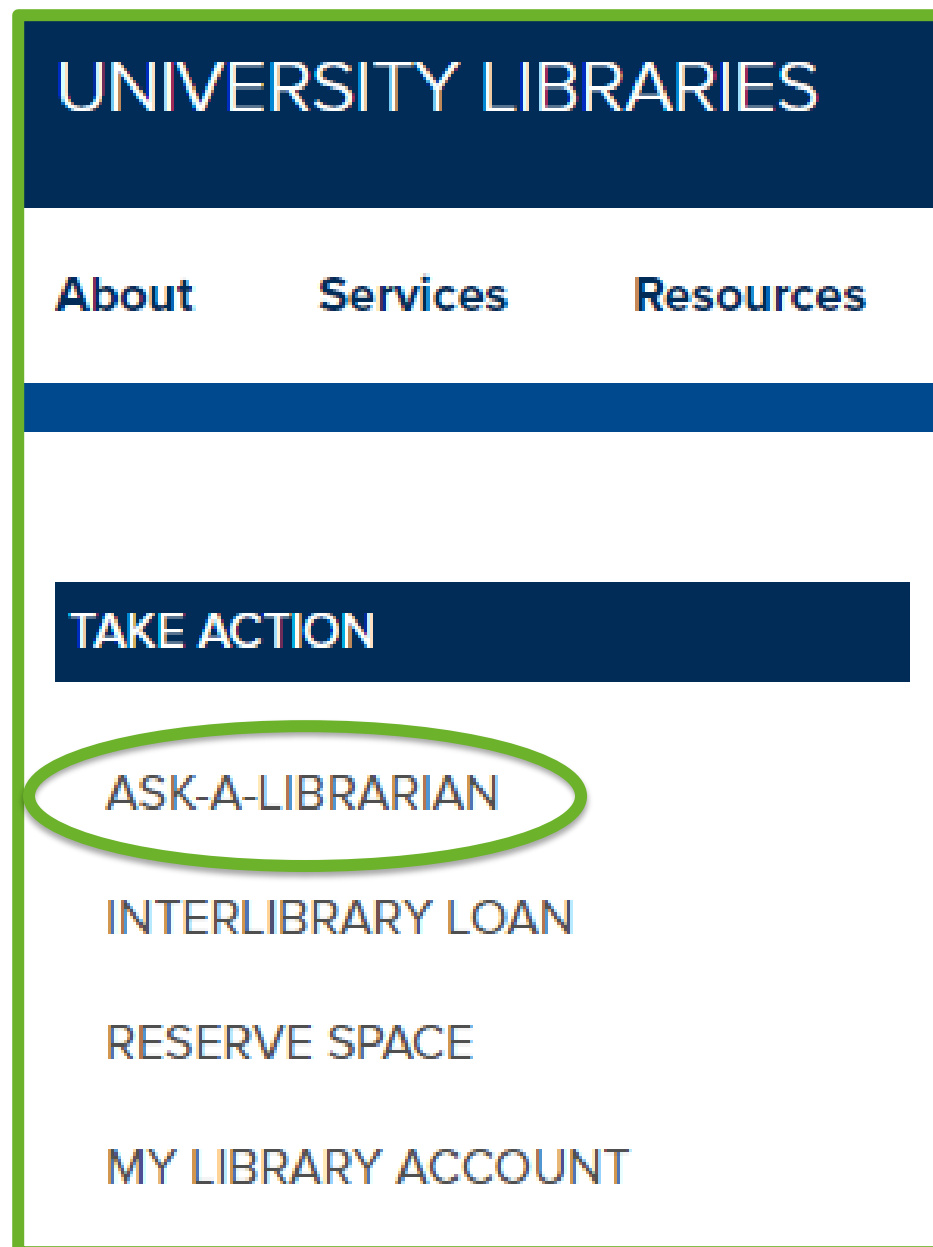 UNIVERSITY LIBRARIES
About Services Resources
TAKE ACTION
ASK-A-LIBRARIAN
INTERLIBRARY LOAN
RESERVE SPACE
MY LIBRARY ACCOUNT